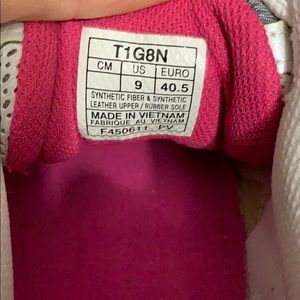 T1G8N
CM US EURO
9 40.5
SYNTHETIC FIBER & SYNTHETIC
LEATHER UPPER / RUBBER SOLE
MADE IN VIETNAM
FABRIQUE AU VIETNAM
F450611 PV